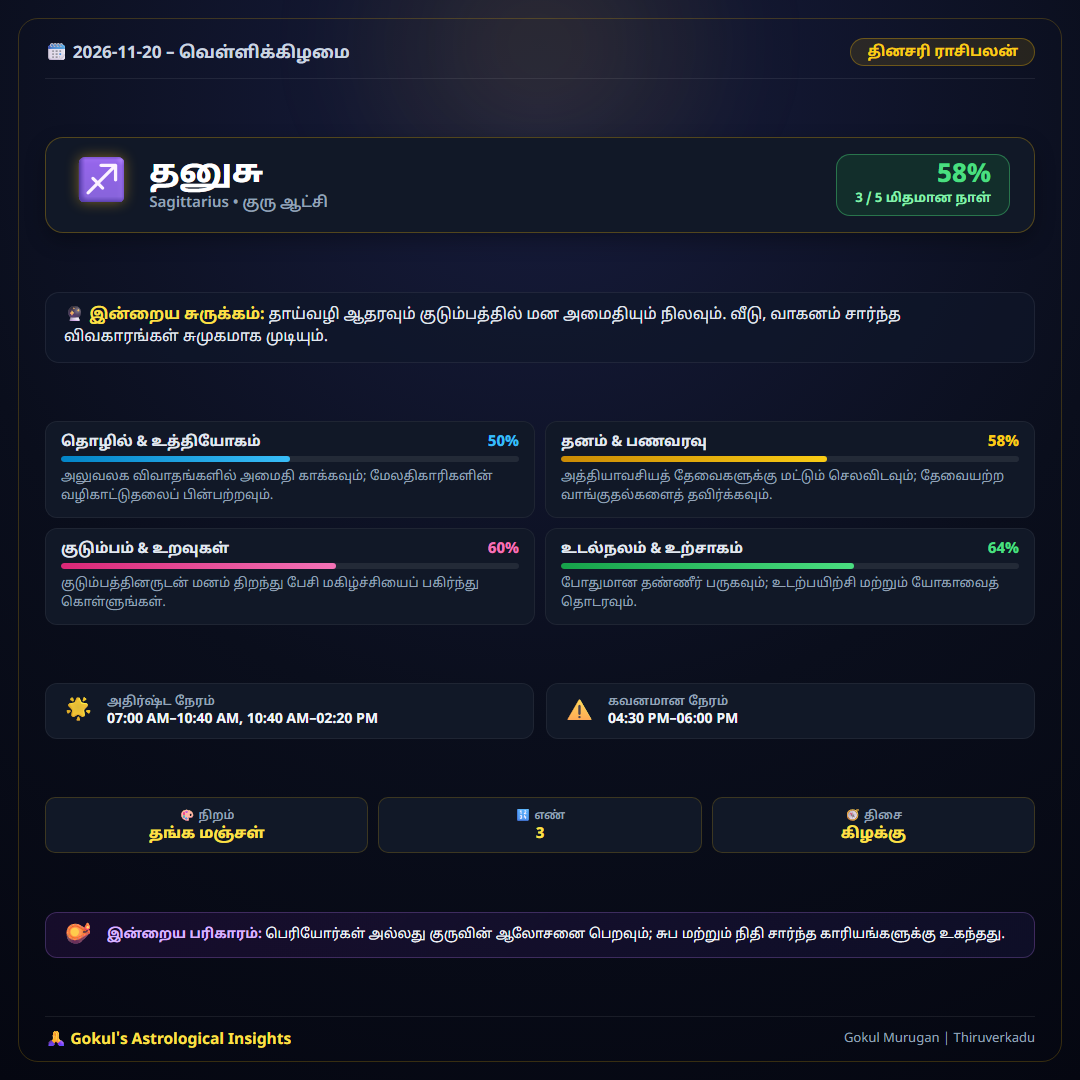 2026-11-20 – வெள்ளிக்கிழமை
தினசரி ராசிபலன்
தனுசு
Sagittarius • குரு ஆட்சி
58%
3 / 5 மிதமான நாள்
இன்றைய சுருக்கம்: தாய்வழி ஆதரவும் குடும்பத்தில் மன அமைதியும் நிலவும். வீடு, வாகனம் சார்ந்த
விவகாரங்கள் சுமுகமாக முடியும்.
தொழில் & உத்தியோகம் 50%
அலுவலக விவாதங்களில் அமைதி காக்கவும்; மேலதிகாரிகளின்
வழிகாட்டுதலைப் பின்பற்றவும்.
தனம் & பணவரவு 58%
அத்தியாவசியத் தேவைகளுக்கு மட்டும் செலவிடவும்; தேவையற்ற
வாங்குதல்களைத் தவிர்க்கவும்.
குடும்பம் & உறவுகள் 60%
குடும்பத்தினருடன் மனம் திறந்து பேசி மகிழ்ச்சியைப் பகிர்ந்து
கொள்ளுங்கள்.
உடல்நலம் & உற்சாகம் 64%
போதுமான தண்ணீர் பருகவும்; உடற்பயிற்சி மற்றும் யோகாவைத்
தொடரவும்.
அதிர்ஷ்ட நேரம்
07:00 AM–10:40 AM, 10:40 AM–02:20 PM
கவனமான நேரம்
04:30 PM–06:00 PM
நிறம்
தங்க மஞ்சள்
எண்
3
திசை
கிழக்கு
இன்றைய பரிகாரம்: பெரியோர்கள் அல்லது குருவின் ஆலோசனை பெறவும்; சுப மற்றும் நிதி சார்ந்த காரியங்களுக்கு உகந்தது.
Gokul's Astrological Insights
Gokul Murugan | Thiruverkadu